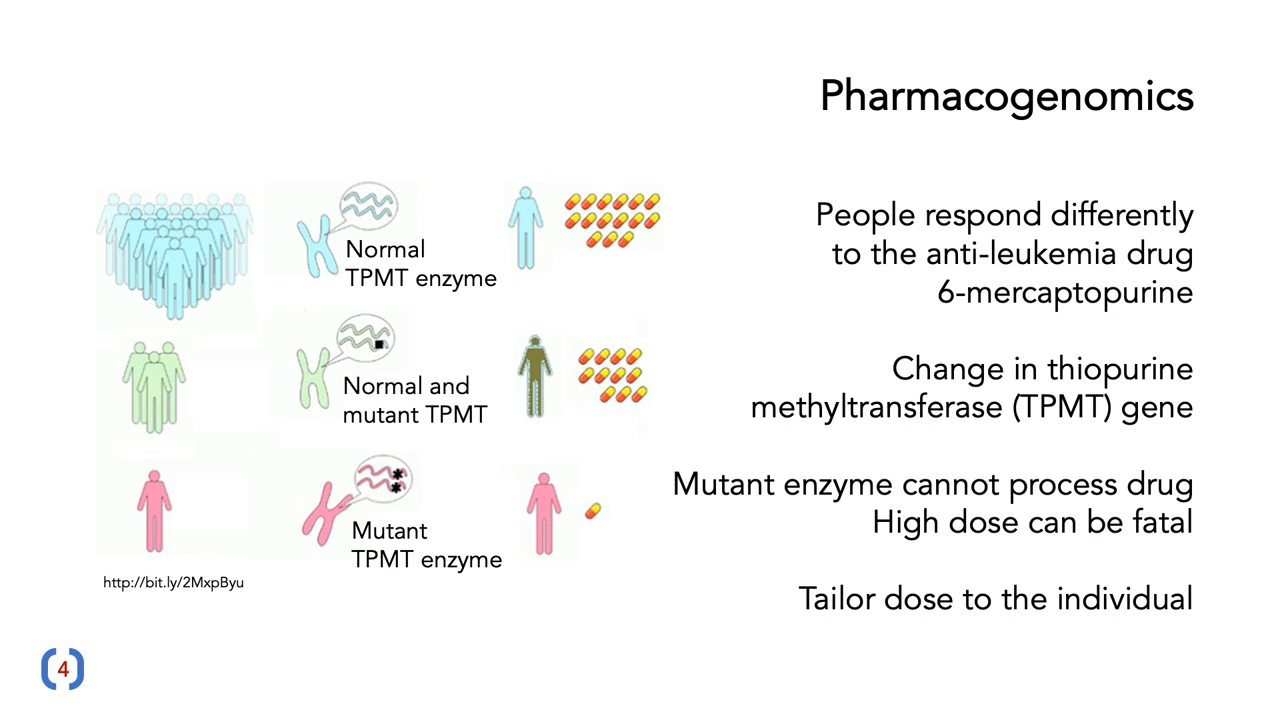 Pharmacogenomics
Normal
TPMT enzyme
Normal and
mutant TPMT
Mutant
TPMT enzyme
http://bit.ly/2MxpByu
People respond differently
to the anti-leukemia drug
6-mercaptopurine
Change in thiopurine
methyltransferase (TPMT) gene
Mutant enzyme cannot process drug
High dose can be fatal
Tailor dose to the individual
4